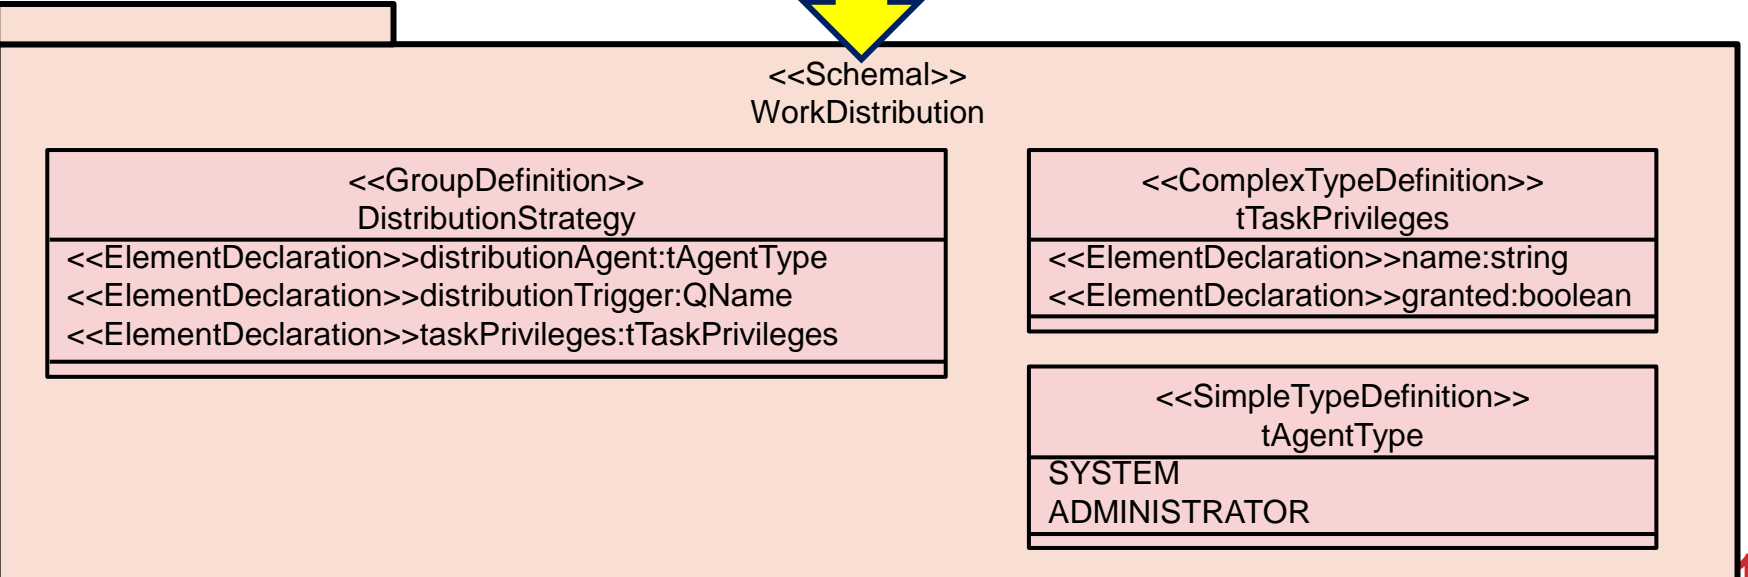 <<Schemal>>
WorkDistribution
<<GroupDefinition>>
DistributionStrategy
<<ElementDeclaration>>distributionAgent:tAgentType
<<ElementDeclaration>>distributionTrigger:QName
<<ElementDeclaration>>taskPrivileges:tTaskPrivileges
<<ComplexTypeDefinition>>
tTaskPrivileges
<<ElementDeclaration>>name:string
<<ElementDeclaration>>granted:boolean
<<SimpleTypeDefinition>>
tAgentType
SYSTEM
ADMINISTRATOR